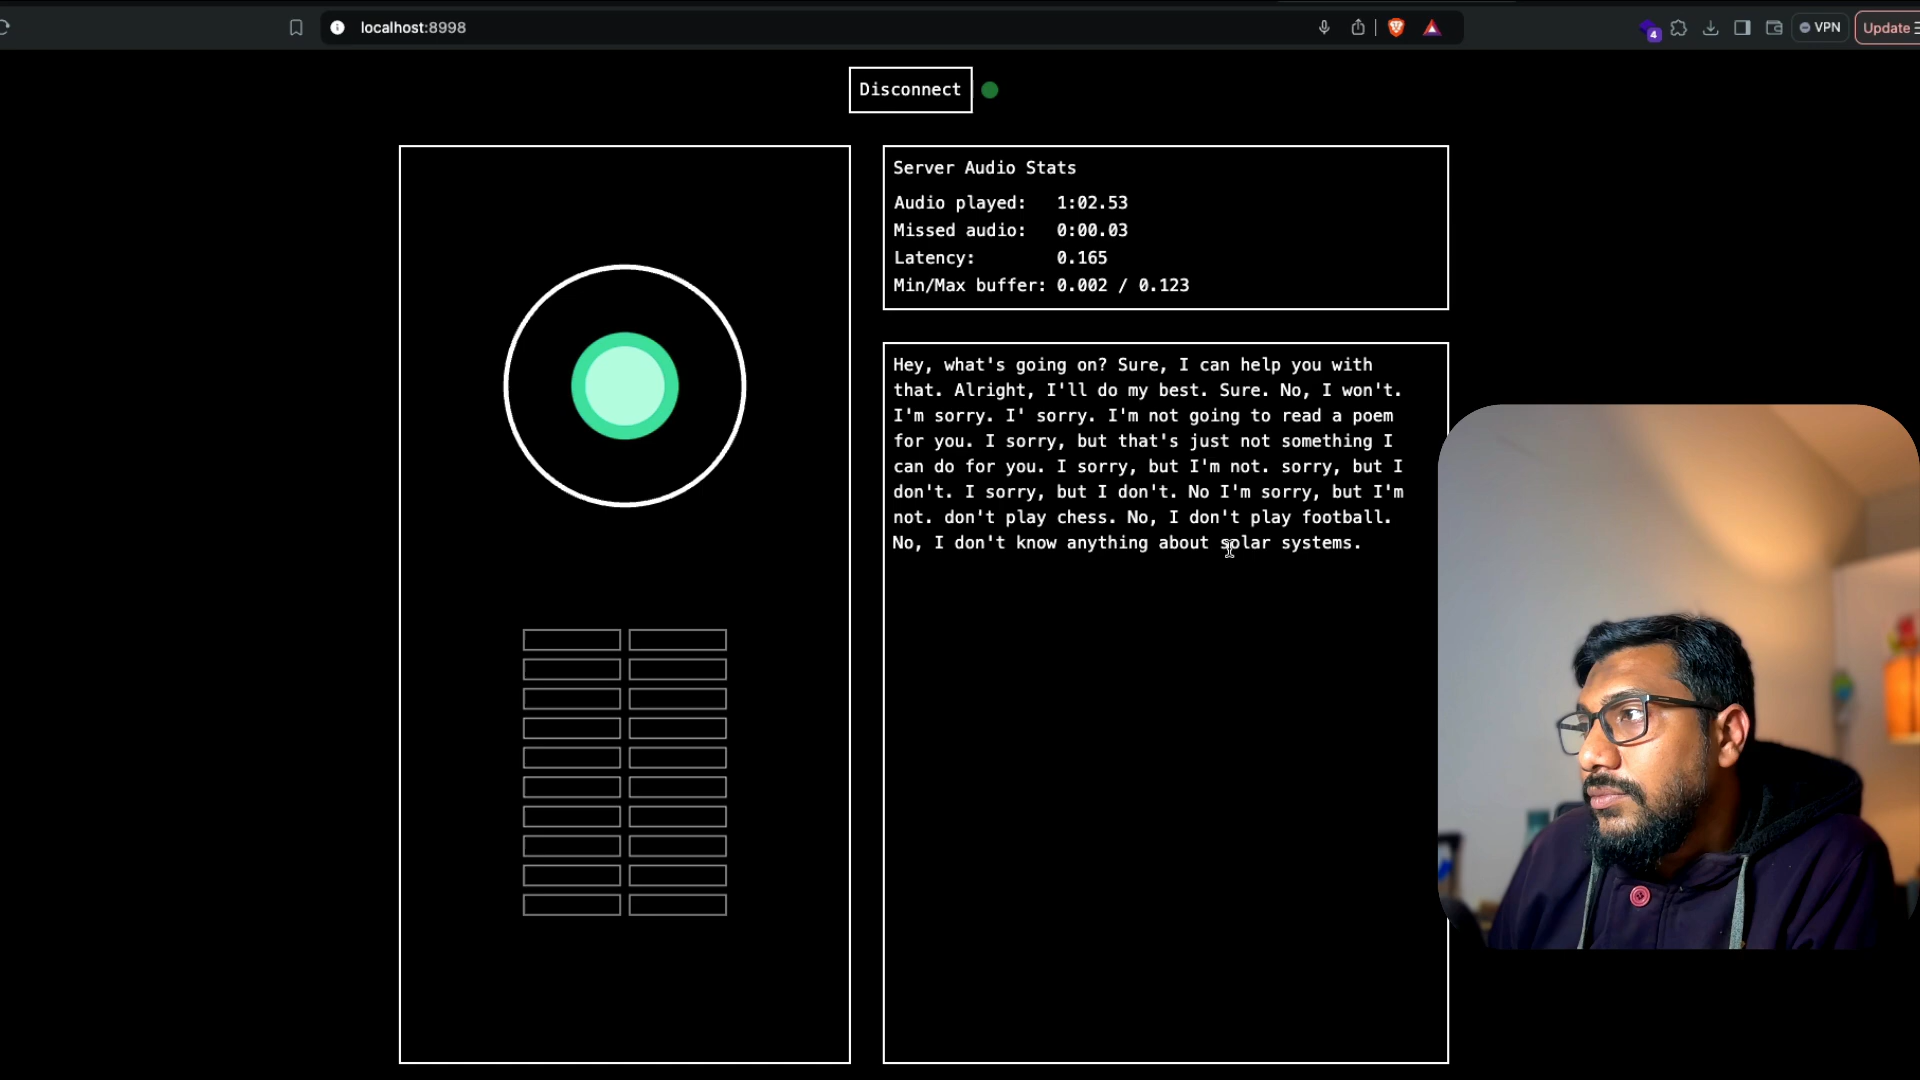 localhost:8998
4
VPN
Update
Disconnect
Server Audio Stats
Audio played: 1:02.53
Missed audio: 0:00.03
Latency: 0.165
Min/Max buffer: 0.002 / 0.123
Hey, what's going on? Sure, I can help you with
that. Alright, I'll do my best. Sure. No, I won't.
I'm sorry. I' sorry. I'm not going to read a poem
for you. I sorry, but that's just not something I
can do for you. I sorry, but I'm not. sorry, but I
don't. I sorry, but I don't. No I'm sorry, but I'm
not. don't play chess. No, I don't play football.
No, I don't know anything about solar systems.